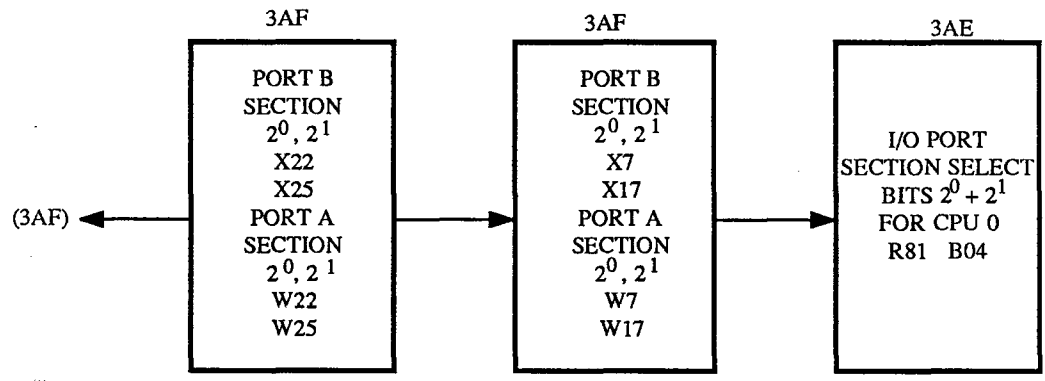 3AF
PORT B
SECTION
2⁰, 2¹
X22
X25
PORT A
SECTION
2⁰, 2¹
W22
W25
(3AF)
3AF
PORT B
SECTION
2⁰, 2¹
X7
X17
PORT A
SECTION
2⁰, 2¹
W7
W17
3AE
I/O PORT
SECTION SELECT
BITS 2⁰ + 2¹
FOR CPU 0
R81 B04